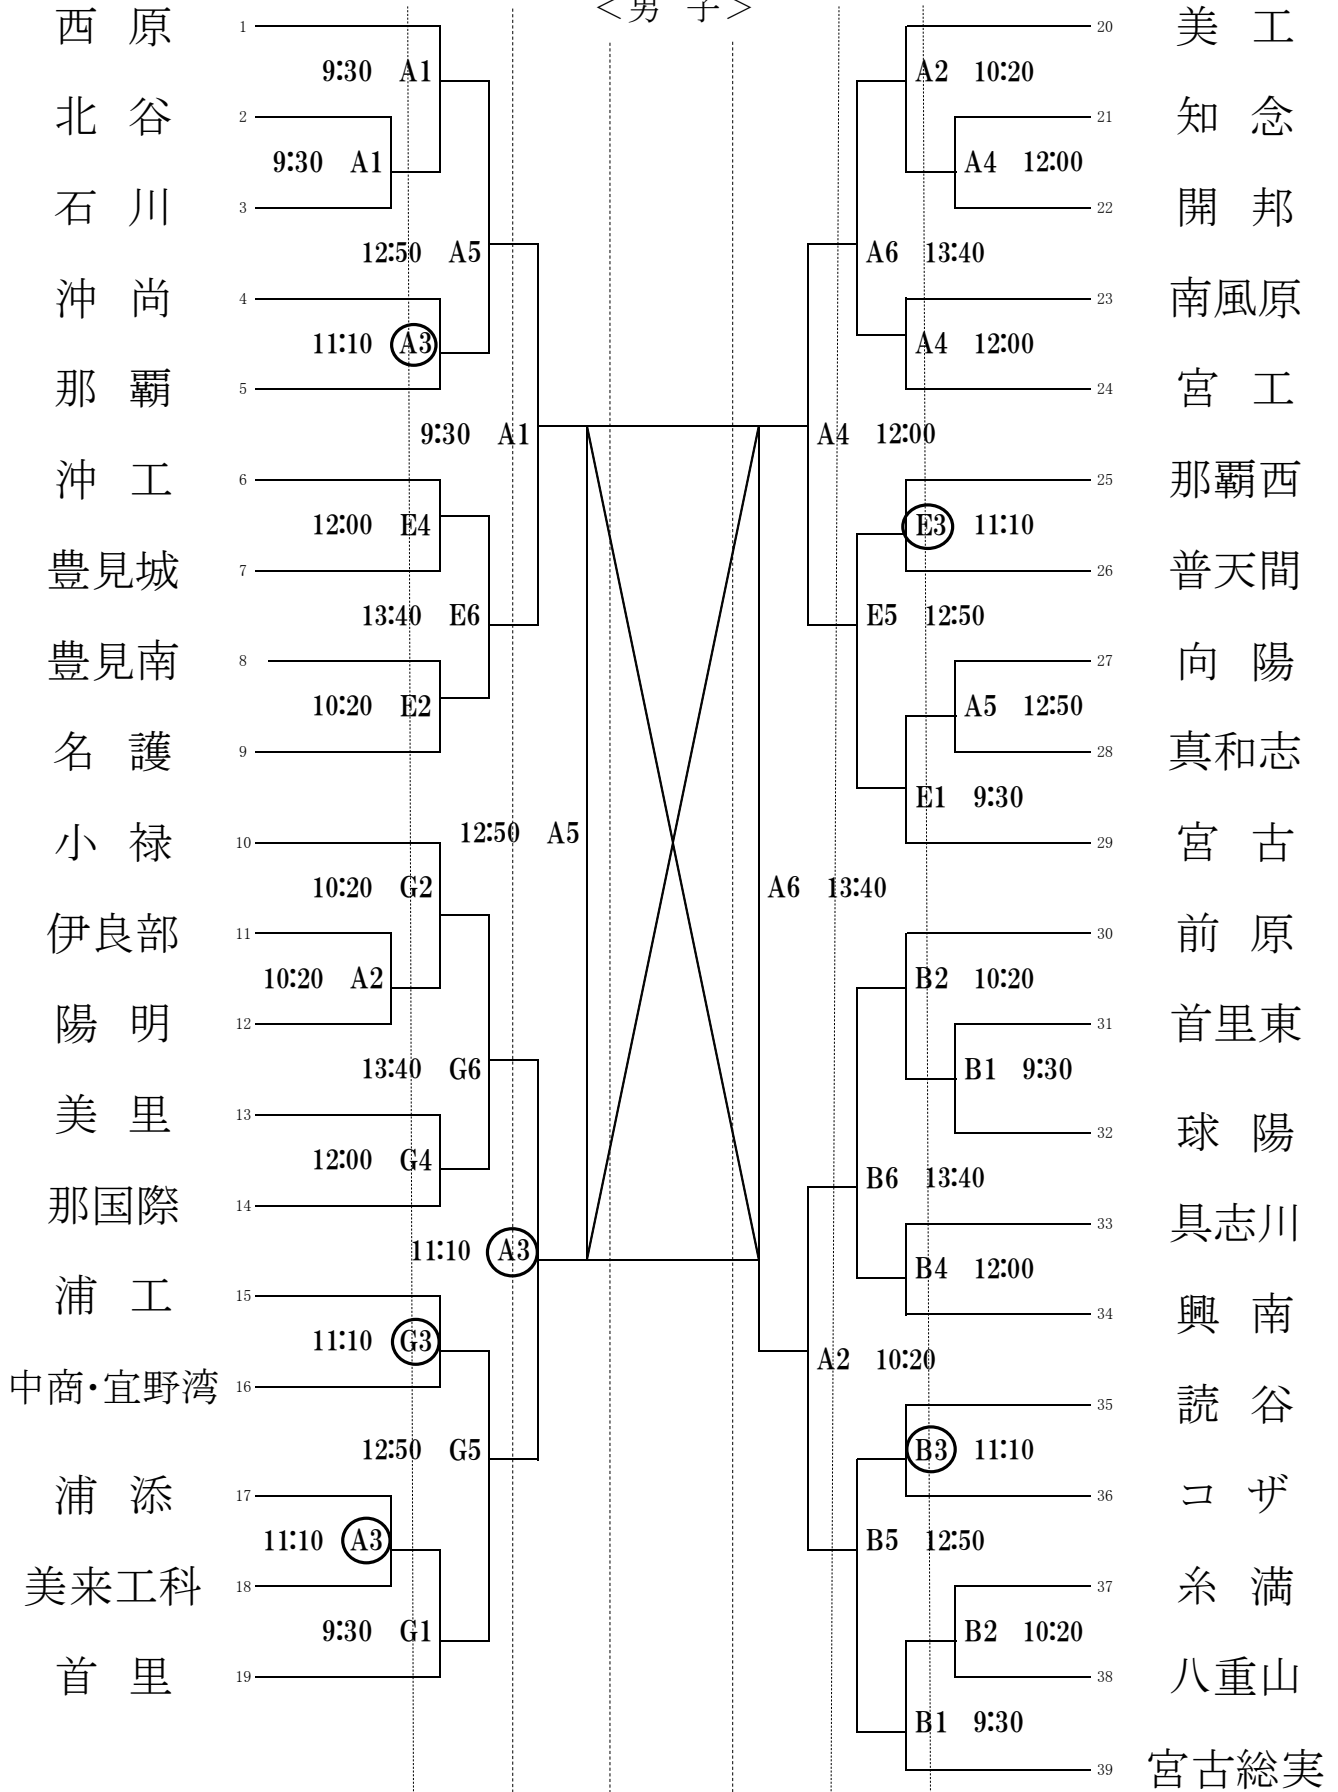 ＜男 子＞
西 原 1
9:30 A1
北 谷 2
9:30 A1
石 川 3
12:50 A5
沖 尚 4
11:10 A3
那 覇 5
9:30 A1
沖 工 6
12:00 E4
豊見城 7
13:40 E6
豊見南 8
10:20 E2
名 護 9
12:50 A5
小 禄 10
10:20 G2
伊良部 11
10:20 A2
陽 明 12
13:40 G6
美 里 13
12:00 G4
那国際 14
11:10 A3
浦 工 15
11:10 G3
中商・宜野湾 16
12:50 G5
浦 添 17
11:10 A3
美来工科 18
9:30 G1
首 里 19
20 美 工
A2 10:20
21 知 念
A4 12:00
22 開 邦
A6 13:40
23 南風原
A4 12:00
24 宮 工
A4 12:00
25 那覇西
E3 11:10
26 普天間
E5 12:50
27 向 陽
A5 12:50
28 真和志
E1 9:30
29 宮 古
A6 13:40
30 前 原
B2 10:20
31 首里東
B1 9:30
32 球 陽
B6 13:40
33 具志川
B4 12:00
34 興 南
A2 10:20
35 読 谷
B3 11:10
36 コ ザ
B5 12:50
37 糸 満
B2 10:20
38 八重山
B1 9:30
39 宮古総実